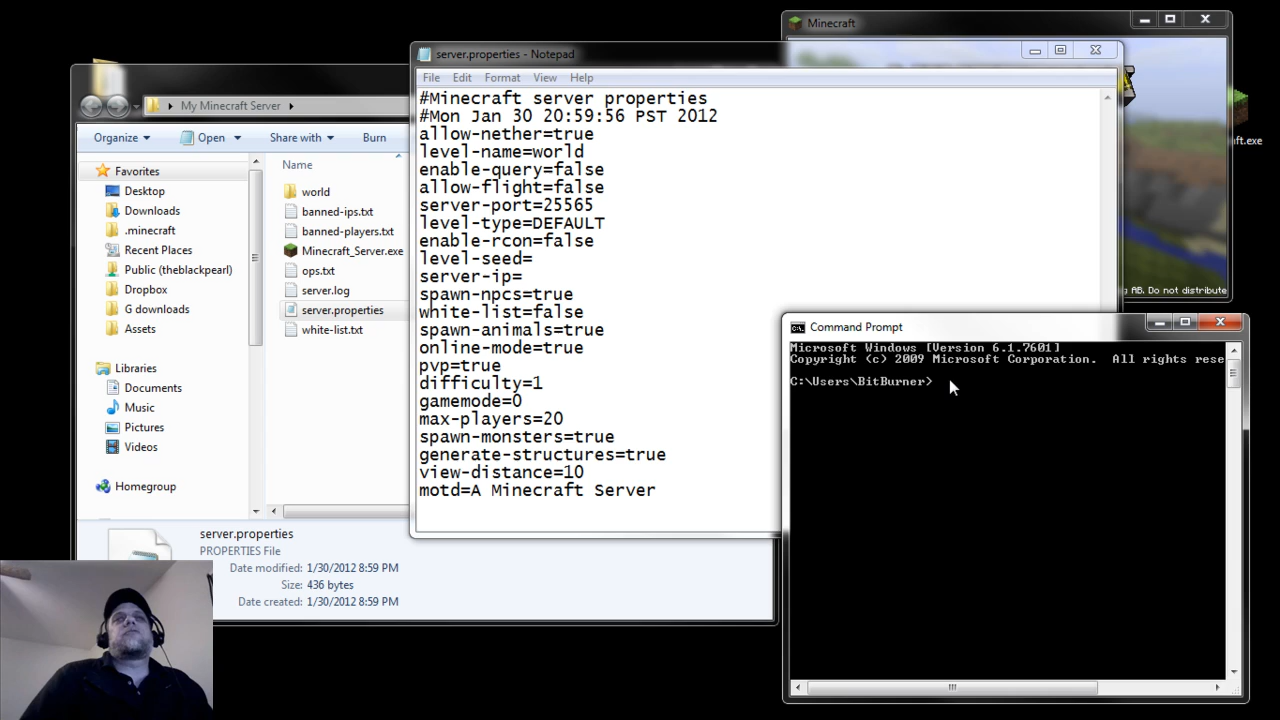 Minecraft
server.properties - Notepad
File Edit Format View Help
My Minecraft Server
Organize Open Share with Burn
#Minecraft server properties
#Mon Jan 30 20:59:56 PST 2012
allow-nether=true
level-name=world
enable-query=false
allow-flight=false
server-port=25565
level-type=DEFAULT
enable-rcon=false
level-seed=
server-ip=
spawn-npcs=true
white-list=false
spawn-animals=true
online-mode=true
pvp=true
difficulty=1
gamemode=0
max-players=20
spawn-monsters=true
generate-structures=true
view-distance=10
motd=A Minecraft Server
Favorites
Desktop
Downloads
.minecraft
Recent Places
Public (theblackpearl)
Dropbox
G downloads
Assets
Libraries
Documents
Music
Pictures
Videos
Homegroup
Name
world
banned-ips.txt
banned-players.txt
Minecraft_Server.exe
ops.txt
server.log
server.properties
white-list.txt
server.properties
PROPERTIES File
Date modified: 1/30/2012 8:59 PM
Size: 436 bytes
Date created: 1/30/2012 8:59 PM
ft.exe
g AB. Do not distribute
Command Prompt
Microsoft Windows [Version 6.1.7601]
Copyright (c) 2009 Microsoft Corporation. All rights rese
C:\Users\BitBurner>